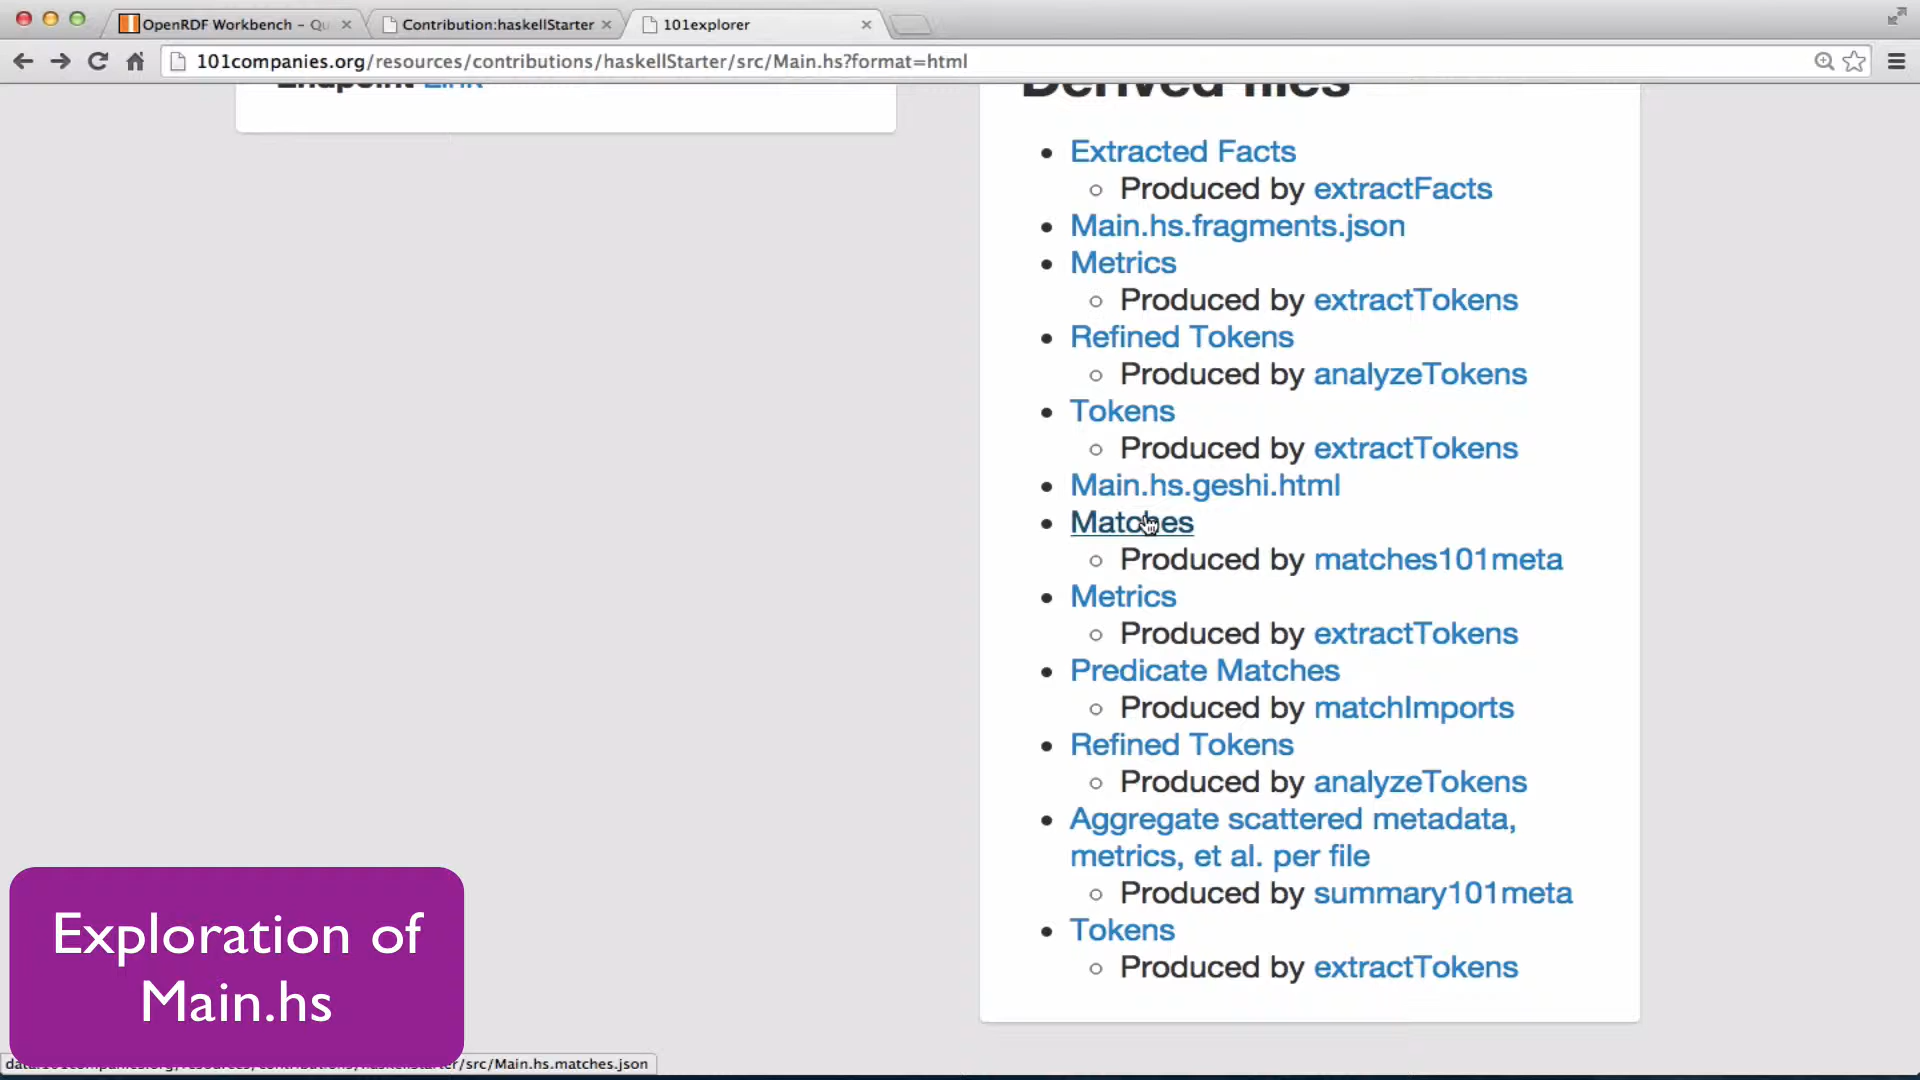 OpenRDF Workbench - Qu
Contribution:haskellStarter
101explorer
101companies.org/resources/contributions/haskellStarter/src/Main.hs?format=html
Endpoint Link
Derived files
Extracted Facts
Produced by extractFacts
Main.hs.fragments.json
Metrics
Produced by extractTokens
Refined Tokens
Produced by analyzeTokens
Tokens
Produced by extractTokens
Main.hs.geshi.html
Matches
Produced by matches101meta
Metrics
Produced by extractTokens
Predicate Matches
Produced by matchImports
Refined Tokens
Produced by analyzeTokens
Aggregate scattered metadata,
metrics, et al. per file
Produced by summary101meta
Tokens
Produced by extractTokens
Exploration of
Main.hs
/src/Main.hs.matches.json